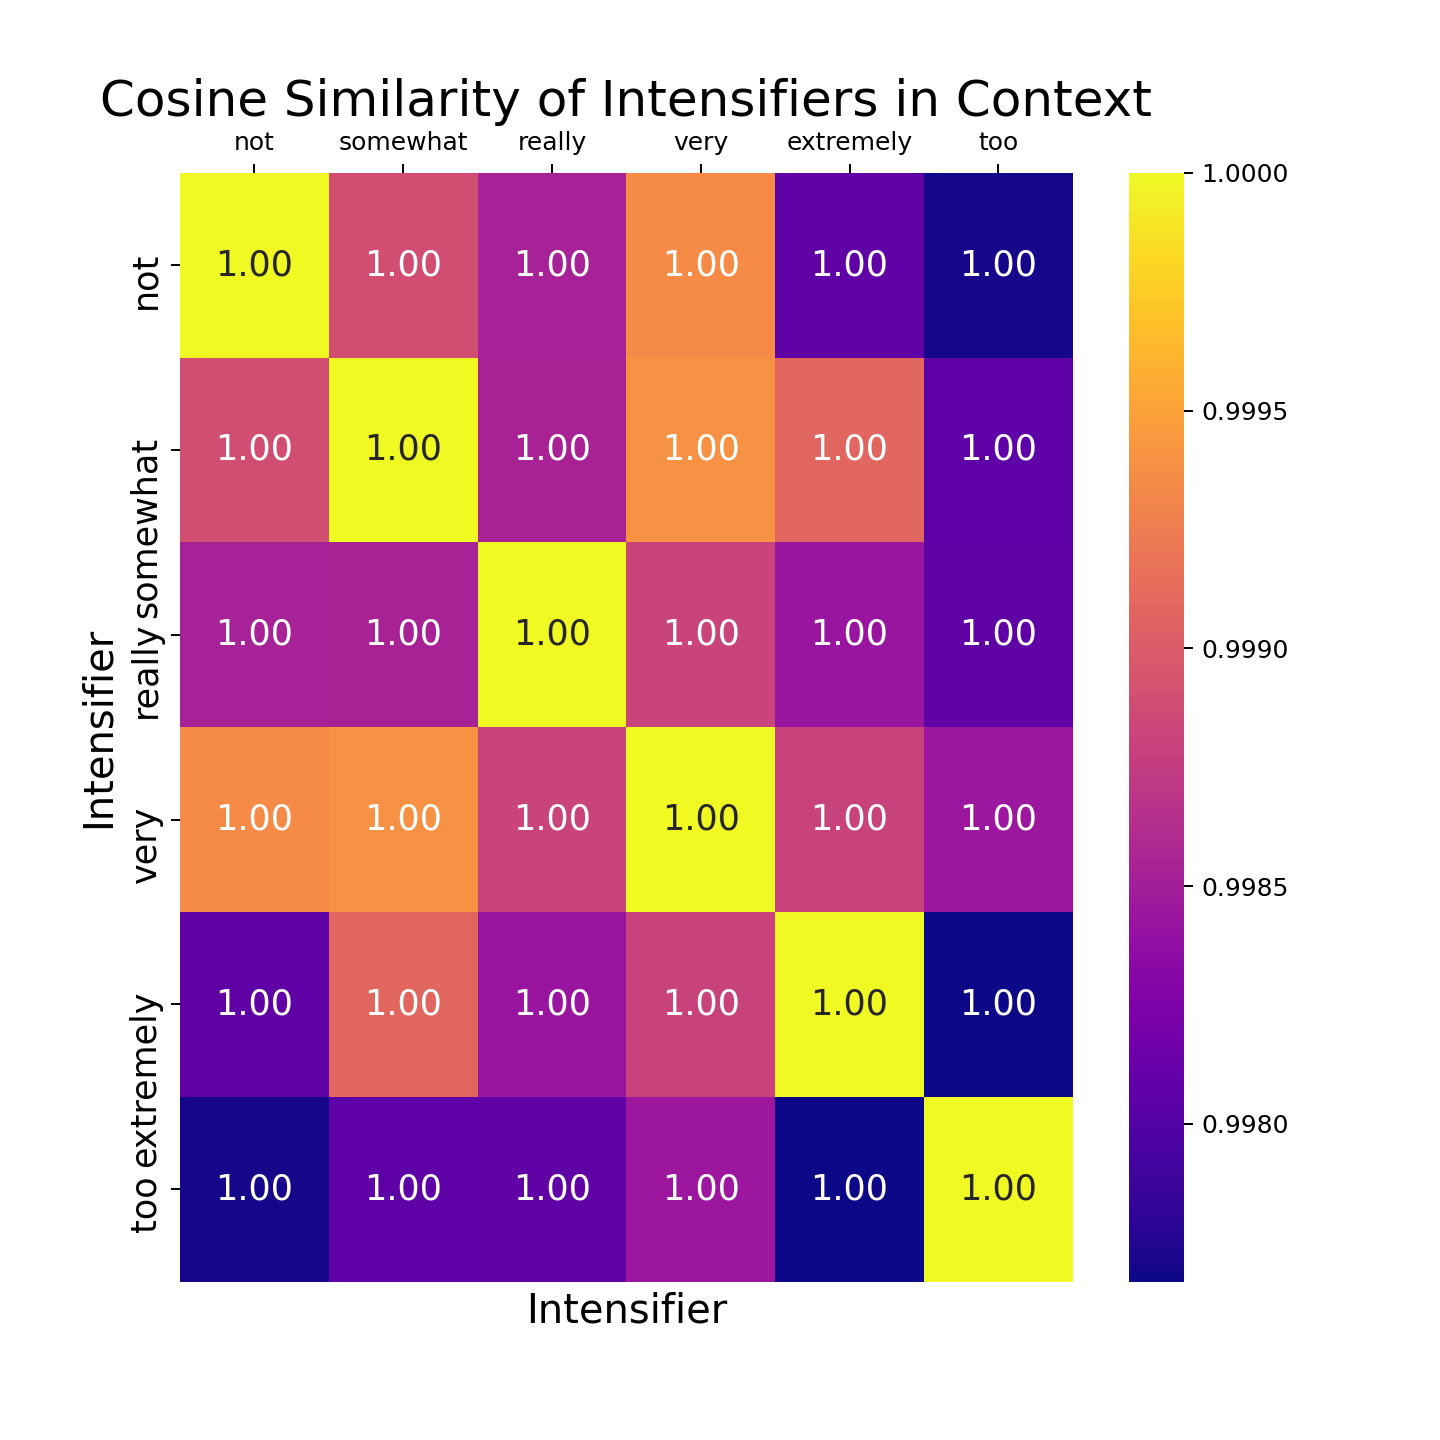 Cosine Similarity of Intensifiers in Context
not somewhat really very extremely too
1.0000
not 1.00 1.00 1.00 1.00 1.00 1.00
0.9995
somewhat 1.00 1.00 1.00 1.00 1.00 1.00
really 1.00 1.00 1.00 1.00 1.00 1.00
0.9990
Intensifier
very 1.00 1.00 1.00 1.00 1.00 1.00
0.9985
extremely 1.00 1.00 1.00 1.00 1.00 1.00
0.9980
too 1.00 1.00 1.00 1.00 1.00 1.00
Intensifier